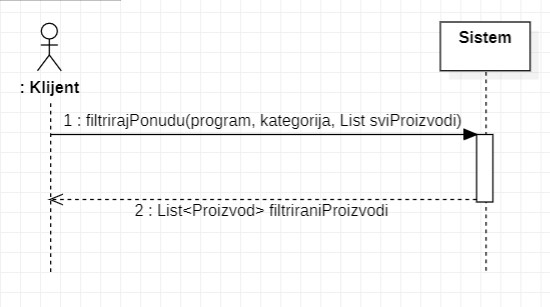 Sistem
: Klijent
1 : filtrirajPonudu(program, kategorija, List sviProizvodi)
2 : List<Proizvod> filtriraniProizvodi